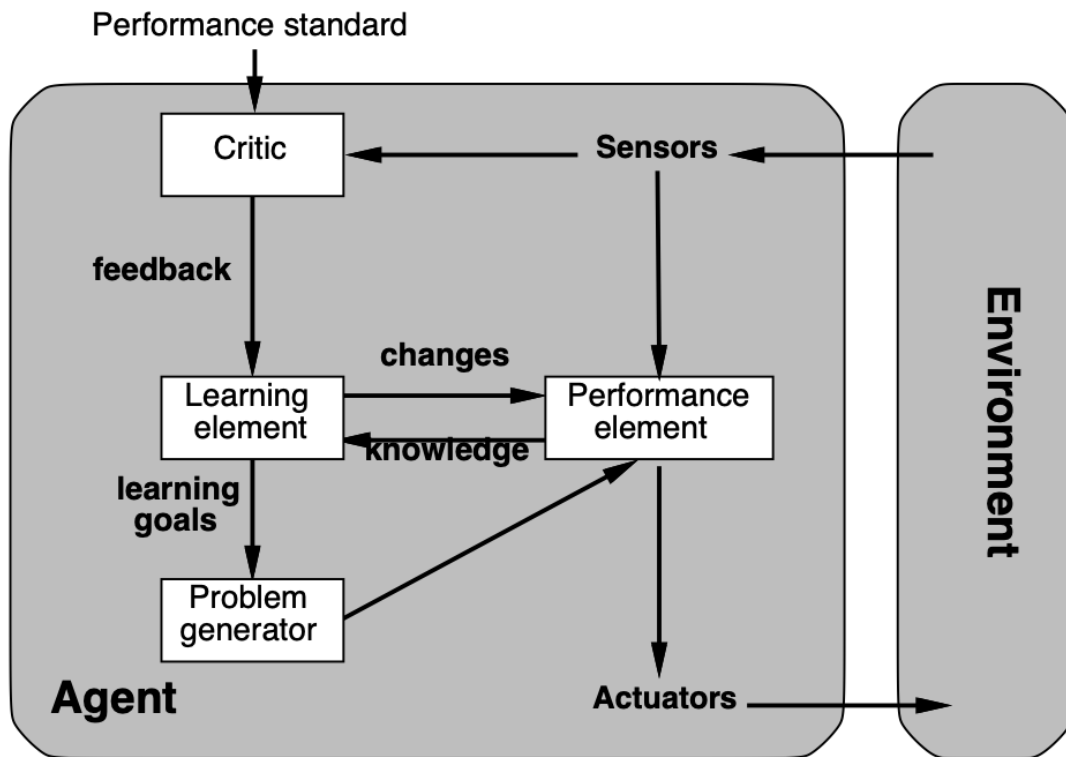 Performance standard
Critic
Sensors
feedback
changes
Learning
element
Performance
element
knowledge
learning
goals
Problem
generator
Agent
Actuators
Environment